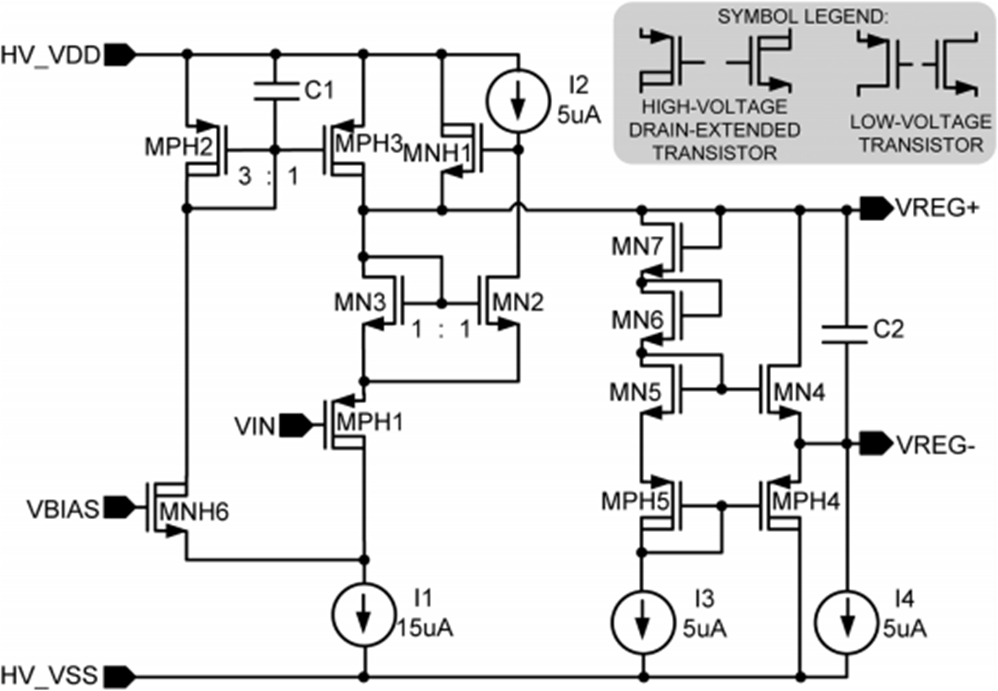 SYMBOL LEGEND:
HIGH-VOLTAGE
DRAIN-EXTENDED
TRANSISTOR
LOW-VOLTAGE
TRANSISTOR
HV_VDD
C1
I2
5uA
MPH2
MPH3
MNH1
3 : 1
VREG+
MN7
MN3
MN2
MN6
1 : 1
C2
MN5
MN4
VIN
MPH1
VREG-
VBIAS
MNH6
MPH5
MPH4
I1
15uA
I3
5uA
I4
5uA
HV_VSS